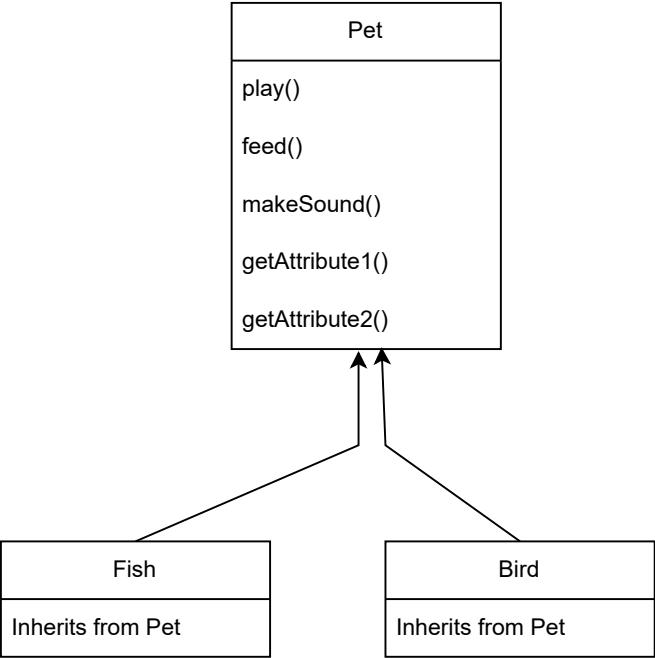 Pet
play()
feed()
makeSound()
getAttribute1()
getAttribute2()
Fish
Inherits from Pet
Bird
Inherits from Pet